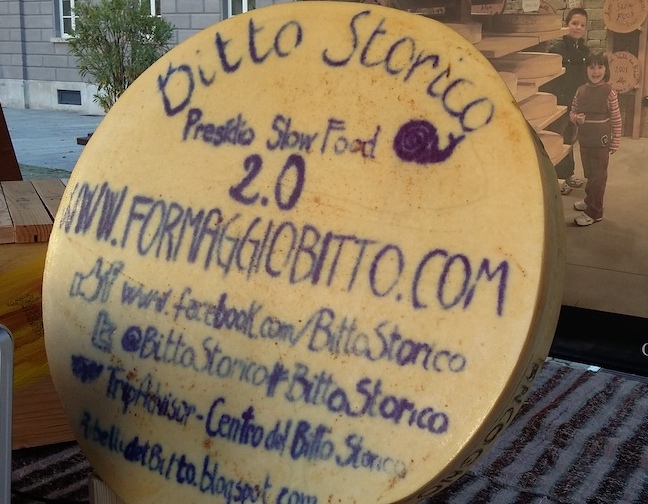 Bitto Storico
Presidio Slow Food
2.0
WWW.FORMAGGIOBITTO.COM
www.facebook.com/BittoStorico
@BittoStorico#BittoStorico
TripAdvisor-Centro del Bitto Storico
ribellidelBitto.blogspot.com